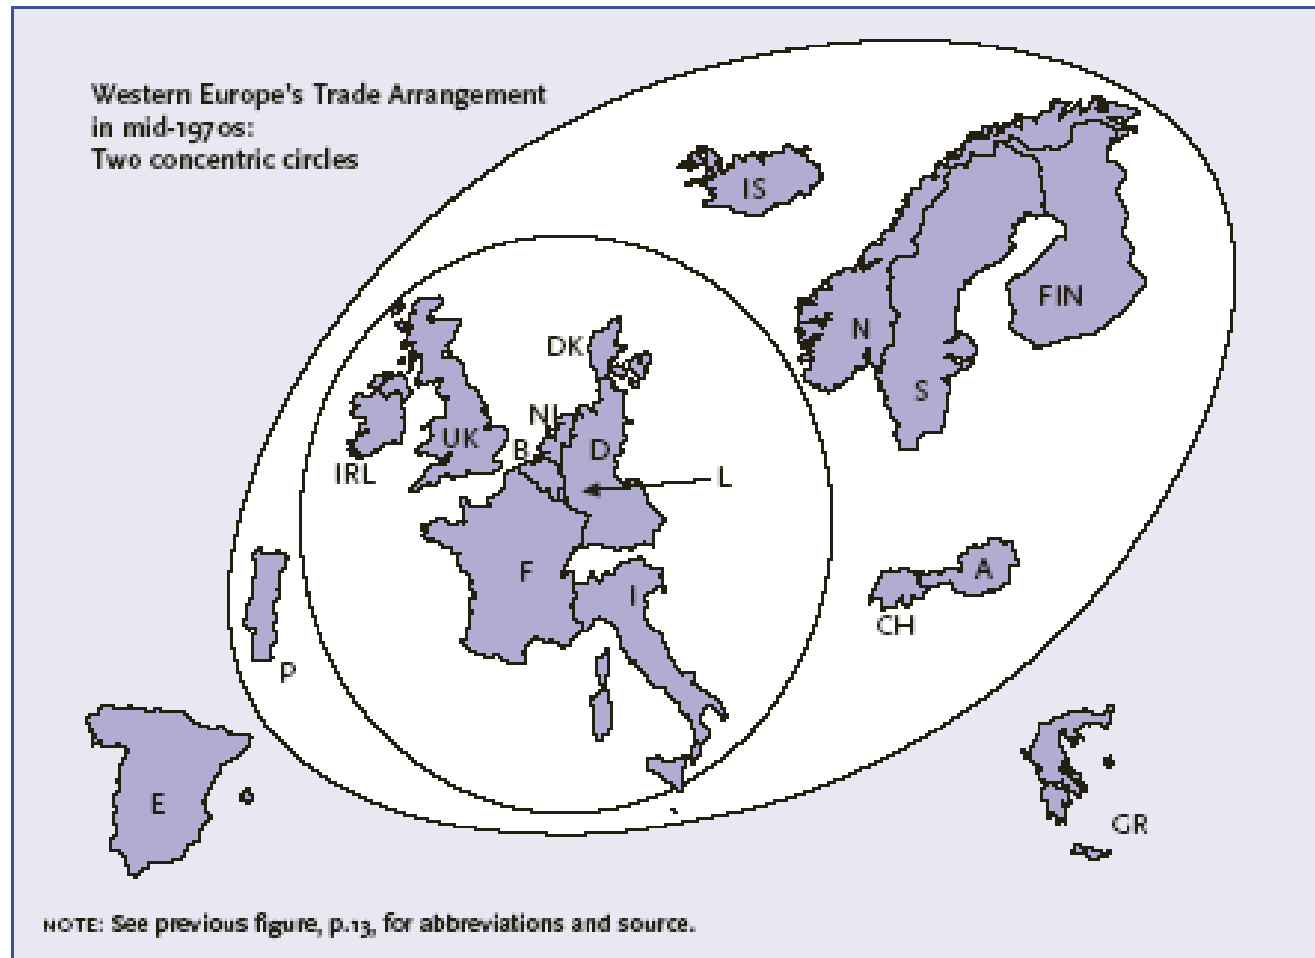 Western Europe's Trade Arrangement
in mid-1970s:
Two concentric circles
IS
FIN
N
DK
S
NL
UK
B
D
IRL
L
F
A
I
CH
P
E
GR
NOTE: See previous figure, p.13, for abbreviations and source.